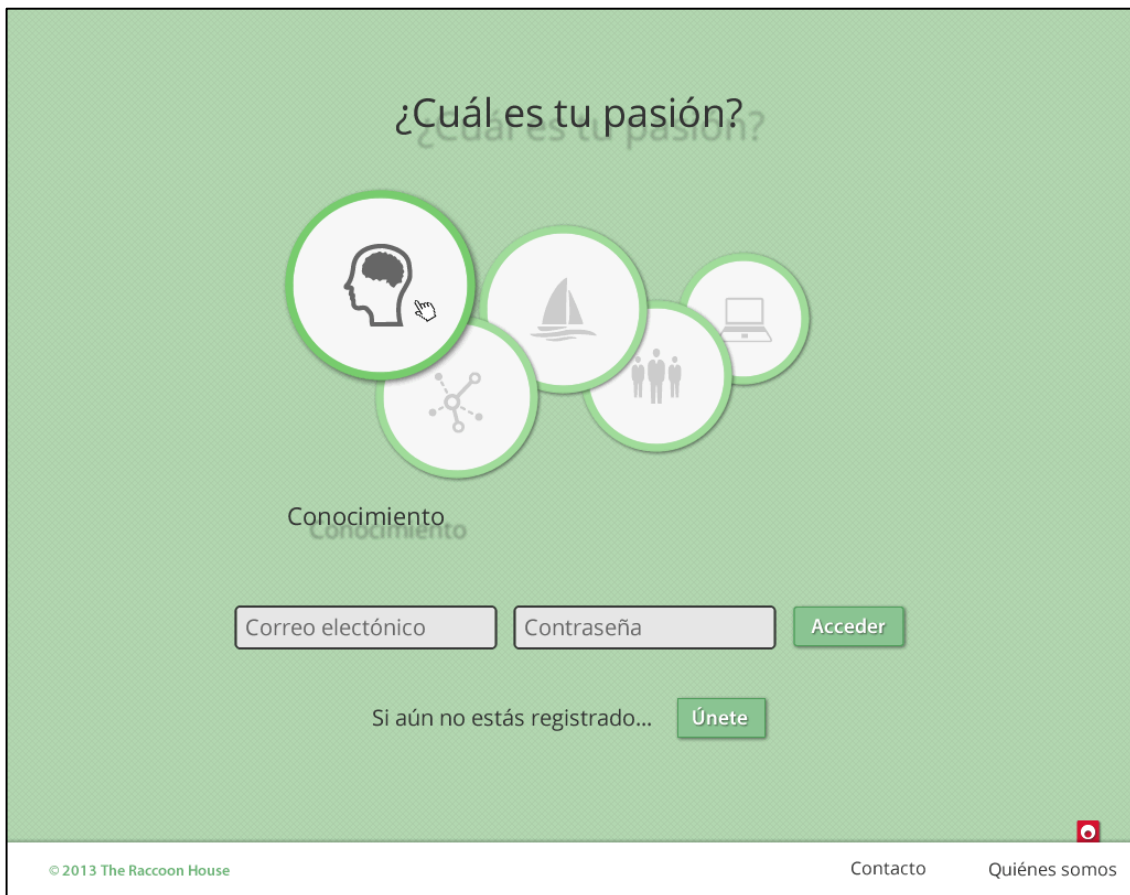 ¿Cuál es tu pasión?
Conocimiento
Correo electónico
Contraseña
Acceder
Si aún no estás registrado...
Únete
© 2013 The Raccoon House
Contacto
Quiénes somos